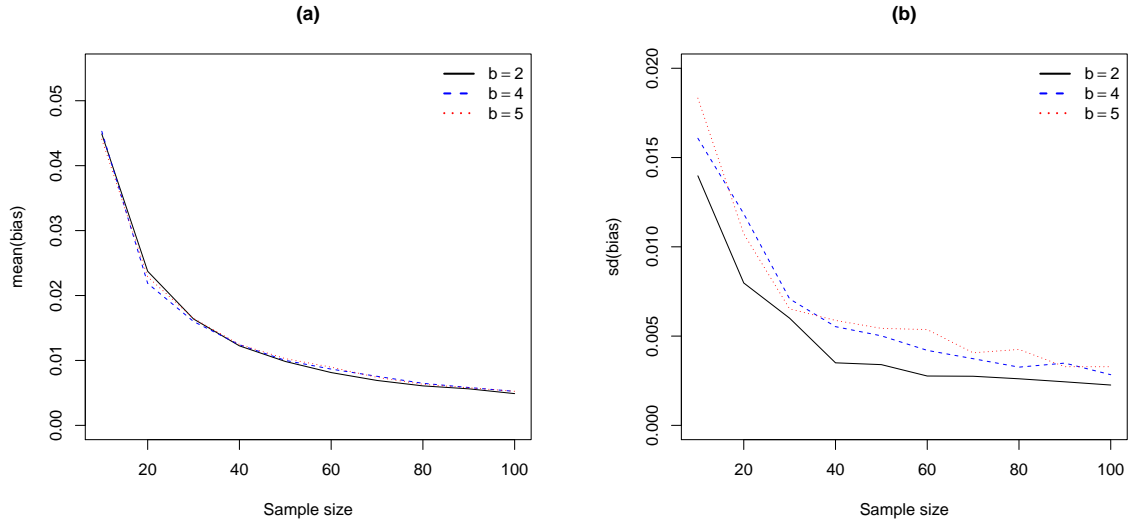 (a)
mean(bias)
0.00
0.01
0.02
0.03
0.04
0.05
20
40
60
80
100
Sample size
b = 2
b = 4
b = 5
(b)
sd(bias)
0.000
0.005
0.010
0.015
0.020
20
40
60
80
100
Sample size
b = 2
b = 4
b = 5